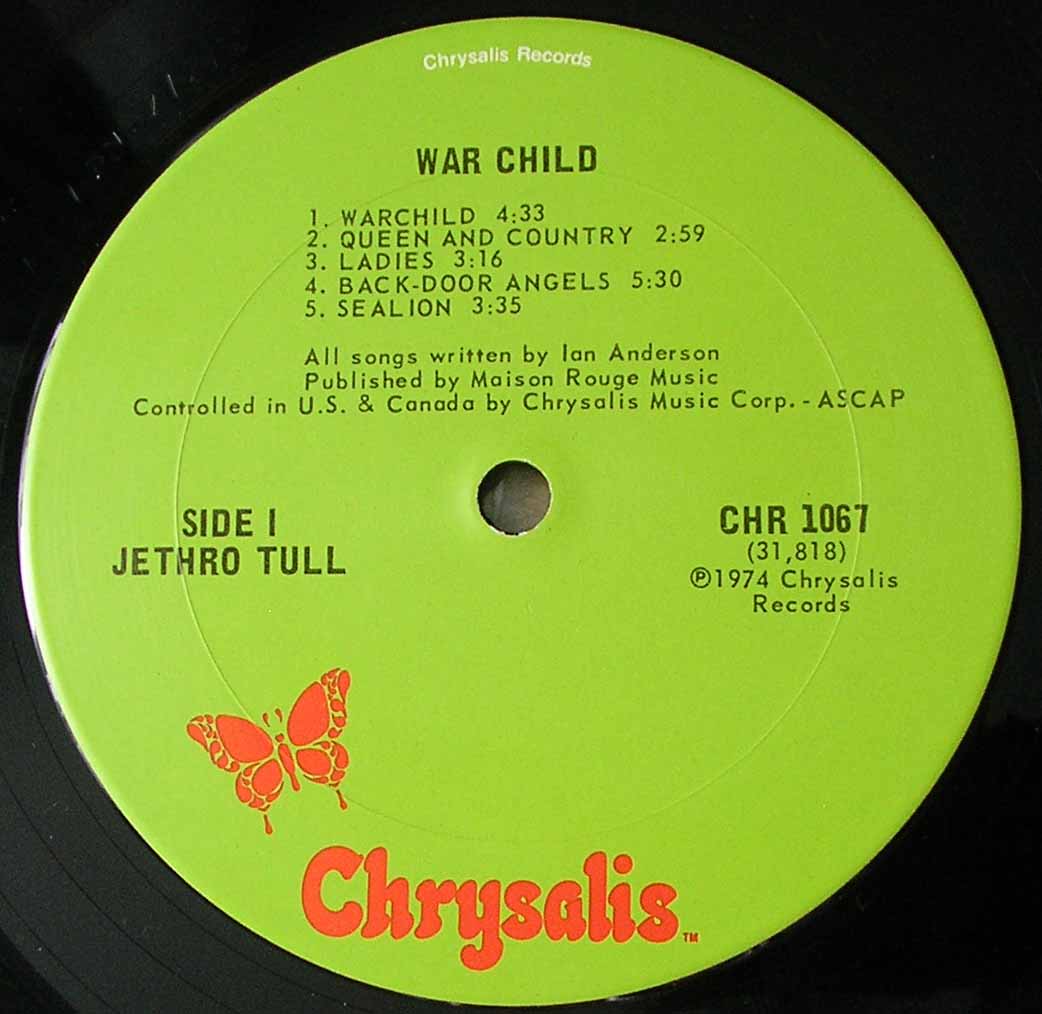 Chrysalis Records
WAR CHILD
1. WARCHILD 4:33
2. QUEEN AND COUNTRY 2:59
3. LADIES 3:16
4. BACK-DOOR ANGELS 5:30
5. SEALION 3:35
All songs written by Ian Anderson
Published by Maison Rouge Music
Controlled in U.S. & Canada by Chrysalis Music Corp. - ASCAP
SIDE 1
JETHRO TULL
CHR 1067
(31,818)
℗1974 Chrysalis
Records
Chrysalis ™